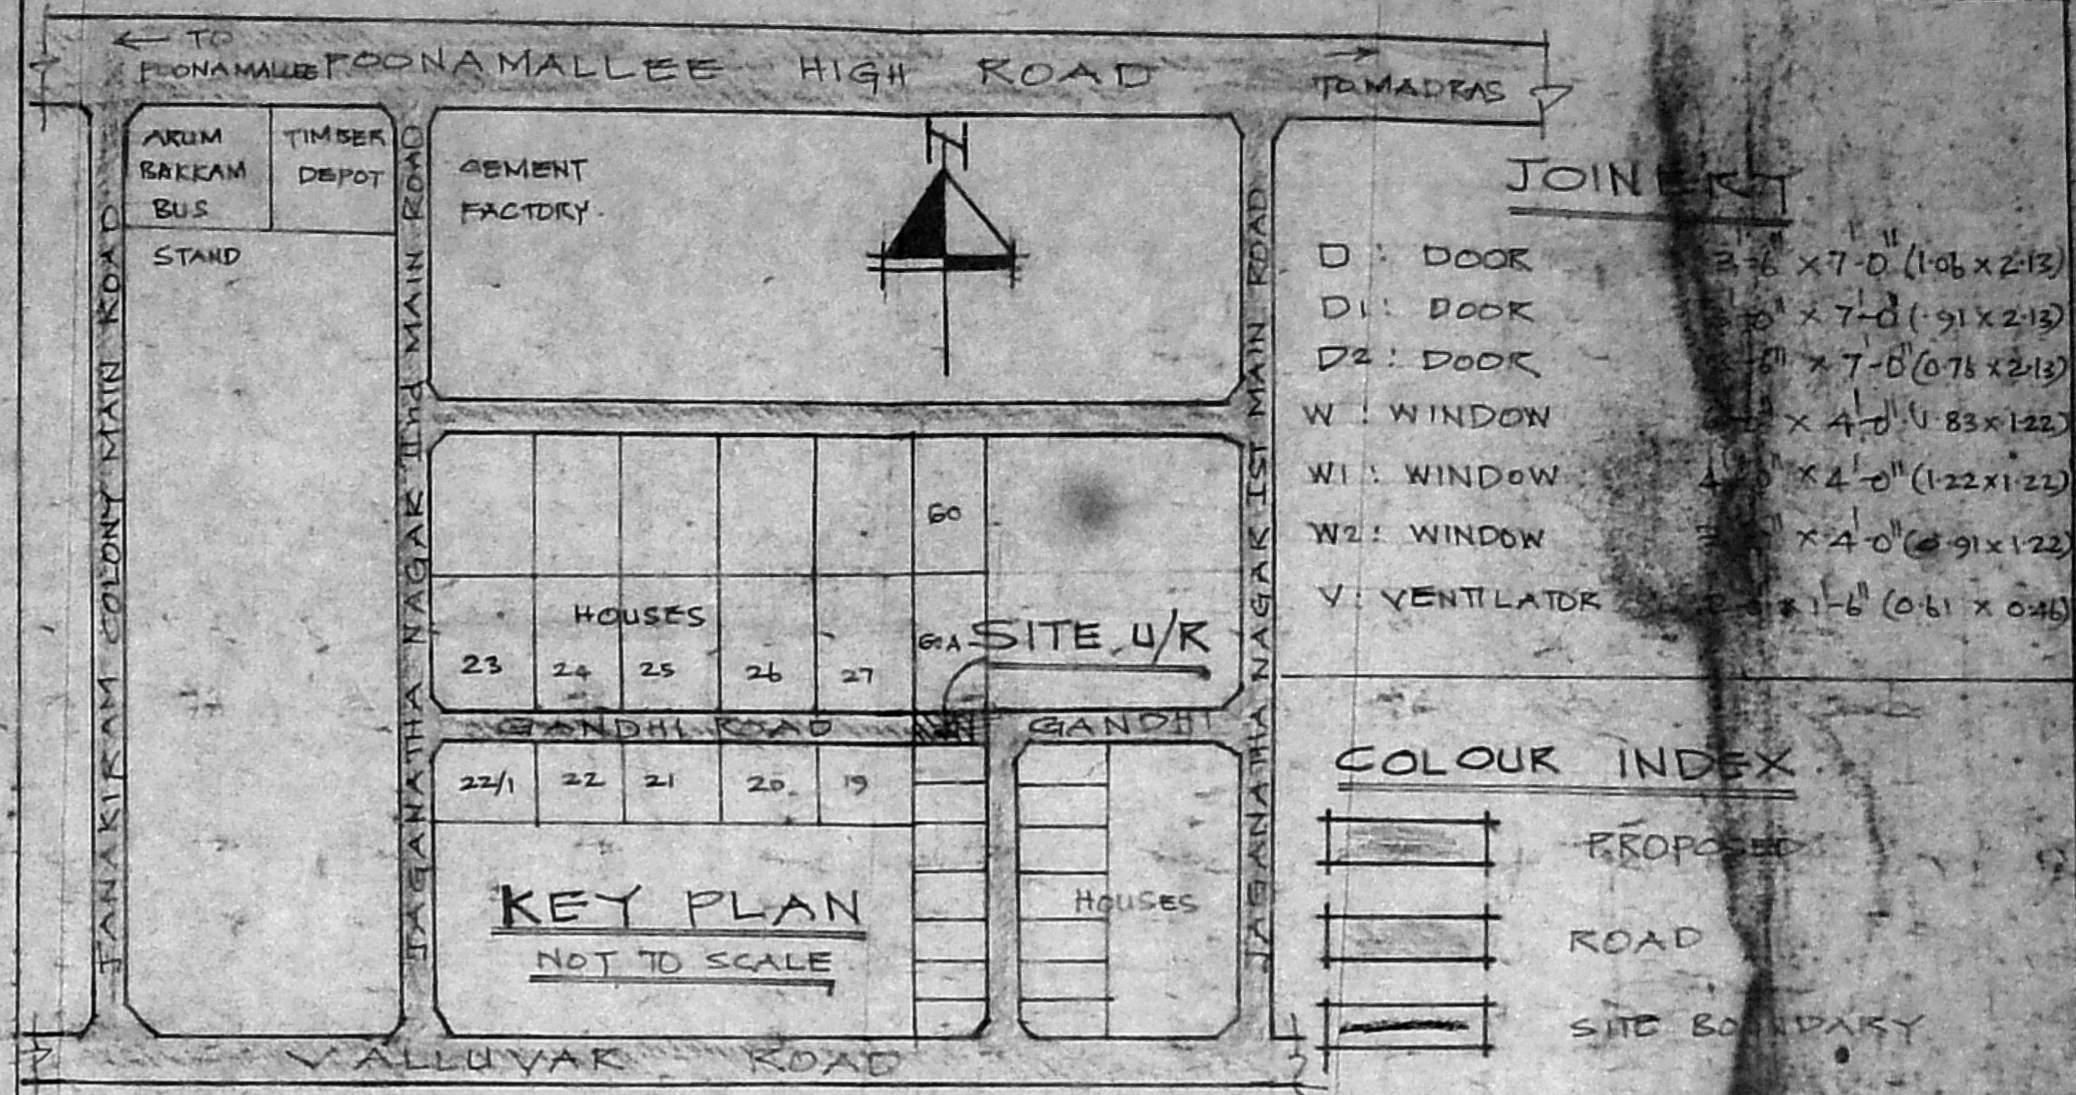 ← TO
POONAMALLEE
POONAMALLEE HIGH ROAD
→
TO MADRAS
ARUM
BAKKAM
BUS
STAND
TIMBER
DEPOT
CEMENT
FACTORY.
N
JANAKIRAM COLONY MAIN ROAD
JAGANATHA NAGAR IInd MAIN ROAD
JAGANATHA NAGAR IST MAIN ROAD
60
HOUSES
23 24 25 26 27
SITE U/R
GANDHI ROAD
GANDHI
22/1 22 21 20 19
KEY PLAN
NOT TO SCALE
HOUSES
VALLUVAR ROAD
JOINERY
D : DOOR 3'-6" x 7'-0" (1.06 x 2.13)
D1 : DOOR x 7'-0" (.91 x 2.13)
D2 : DOOR x 7'-0" (0.76 x 2.13)
W : WINDOW x 4'-0" (1.83 x 1.22)
W1 : WINDOW 4'-0" x 4'-0" (1.22 x 1.22)
W2 : WINDOW x 4'-0" (0.91 x 1.22)
V : VENTILATOR x 1'-6" (0.61 x 0.46)
COLOUR INDEX
PROPOSED
ROAD
SITE BOUNDARY